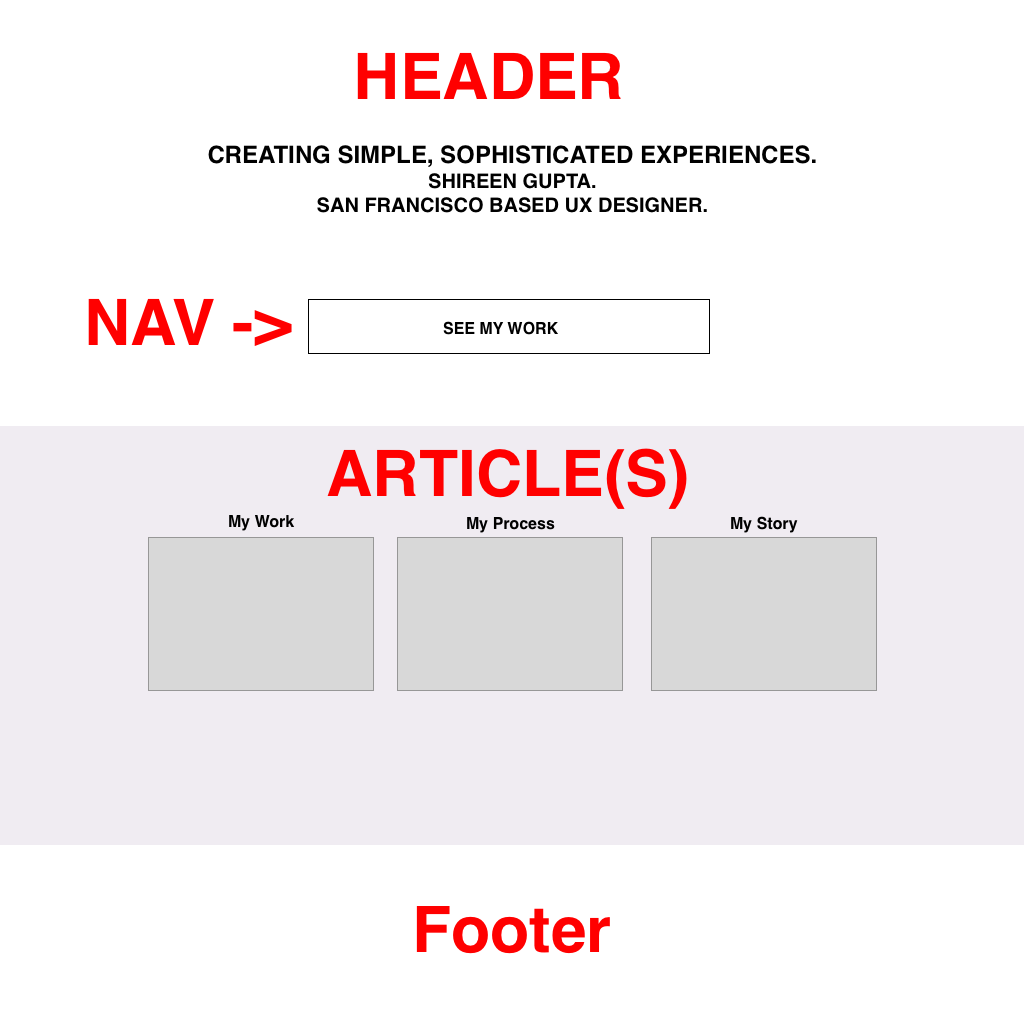 HEADER
CREATING SIMPLE, SOPHISTICATED EXPERIENCES.
SHIREEN GUPTA.
SAN FRANCISCO BASED UX DESIGNER.
NAV -> SEE MY WORK
ARTICLE(S)
My Work My Process My Story
Footer